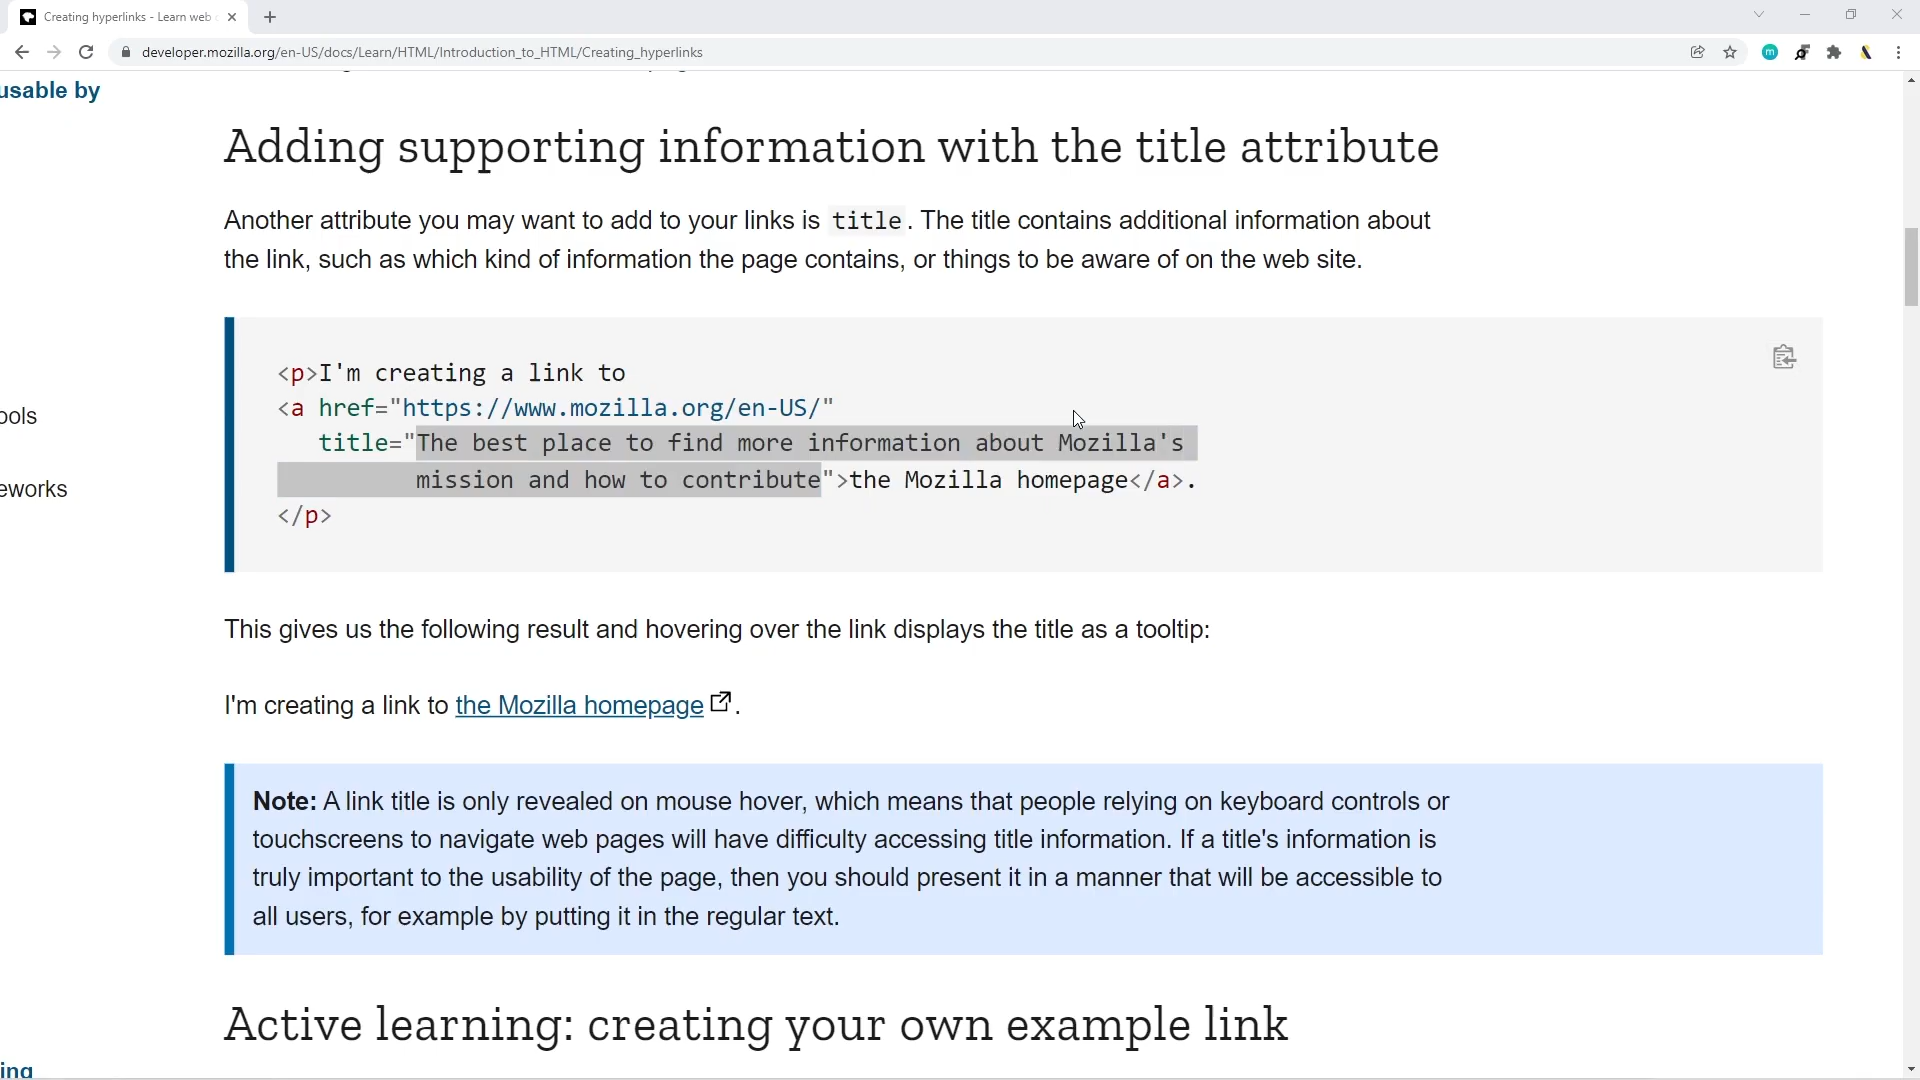 Creating hyperlinks - Learn web
developer.mozilla.org/en-US/docs/Learn/HTML/Introduction_to_HTML/Creating_hyperlinks
m
usable by
Adding supporting information with the title attribute
Another attribute you may want to add to your links is title. The title contains additional information about
the link, such as which kind of information the page contains, or things to be aware of on the web site.
<p>I'm creating a link to
<a href="https://www.mozilla.org/en-US/"
ools
title="The best place to find more information about Mozilla's
mission and how to contribute">the Mozilla homepage</a>.
eworks
</p>
This gives us the following result and hovering over the link displays the title as a tooltip:
I'm creating a link to the Mozilla homepage.
Note: A link title is only revealed on mouse hover, which means that people relying on keyboard controls or
touchscreens to navigate web pages will have difficulty accessing title information. If a title's information is
truly important to the usability of the page, then you should present it in a manner that will be accessible to
all users, for example by putting it in the regular text.
Active learning: creating your own example link
ing